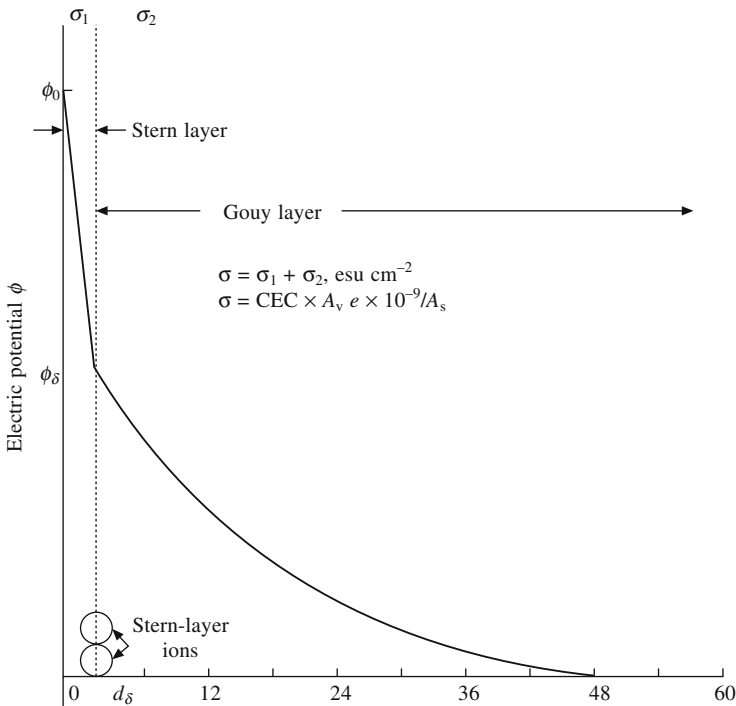 σ₁ σ₂
ϕ₀
Stern layer
Gouy layer
σ = σ₁ + σ₂, esu cm⁻²
σ = CEC × Aᵥ e × 10⁻⁹/Aₛ
Electric potential ϕ
ϕδ
Stern-layer
ions
0 dδ 12 24 36 48 60